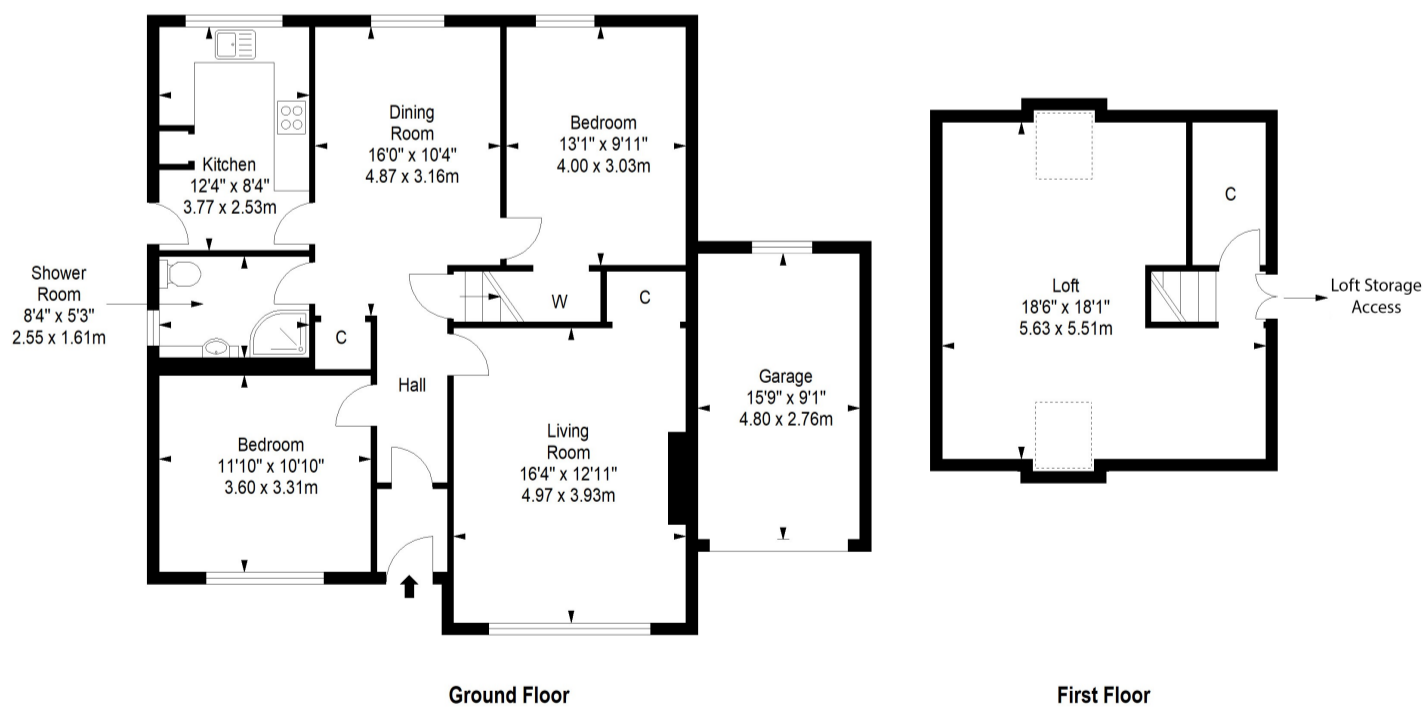 Dining
Room
16'0" x 10'4"
4.87 x 3.16m
Bedroom
13'1" x 9'11"
4.00 x 3.03m
Kitchen
12'4" x 8'4"
3.77 x 2.53m
C
Shower
Room
8'4" x 5'3"
2.55 x 1.61m
W
C
Loft
18'6" x 18'1"
5.63 x 5.51m
Loft Storage
Access
C
Hall
Garage
15'9" x 9'1"
4.80 x 2.76m
Bedroom
11'10" x 10'10"
3.60 x 3.31m
Living
Room
16'4" x 12'11"
4.97 x 3.93m
Ground Floor
First Floor